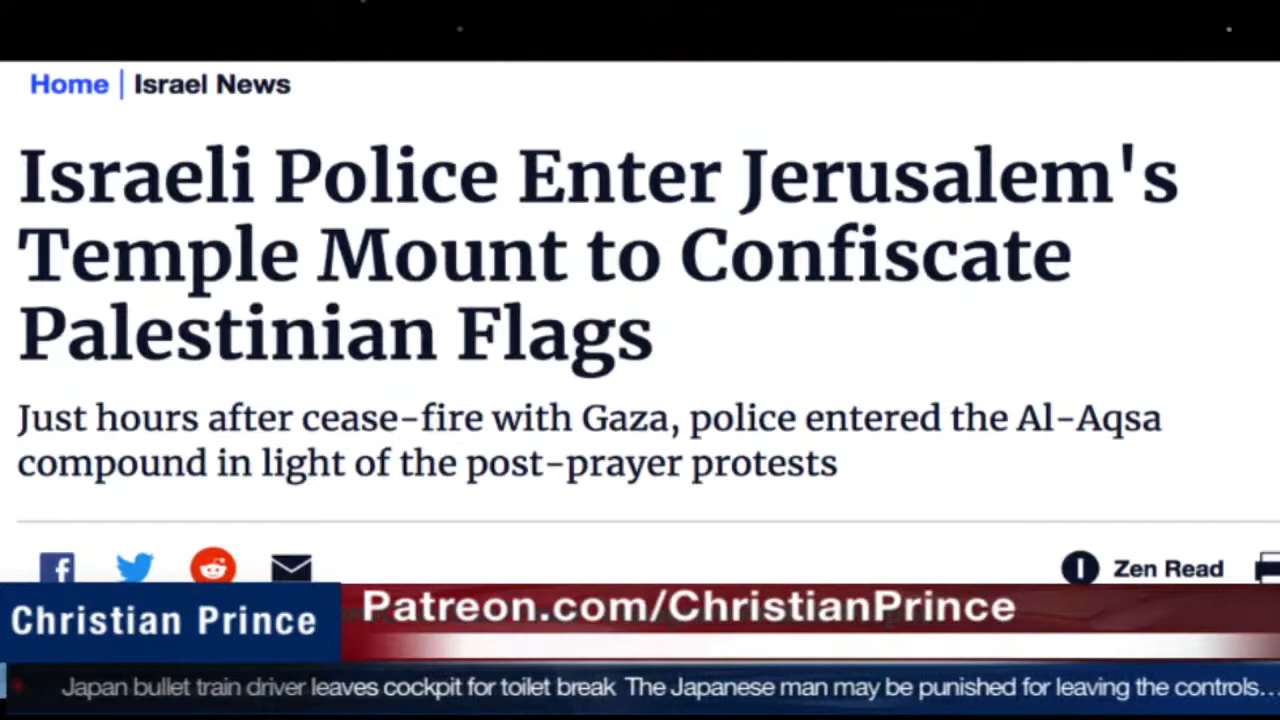 Home | Israel News
Israeli Police Enter Jerusalem's
Temple Mount to Confiscate
Palestinian Flags
Just hours after cease-fire with Gaza, police entered the Al-Aqsa
compound in light of the post-prayer protests
Zen Read
Christian Prince
Patreon.com/ChristianPrince
Japan bullet train driver leaves cockpit for toilet break The Japanese man may be punished for leaving the controls...